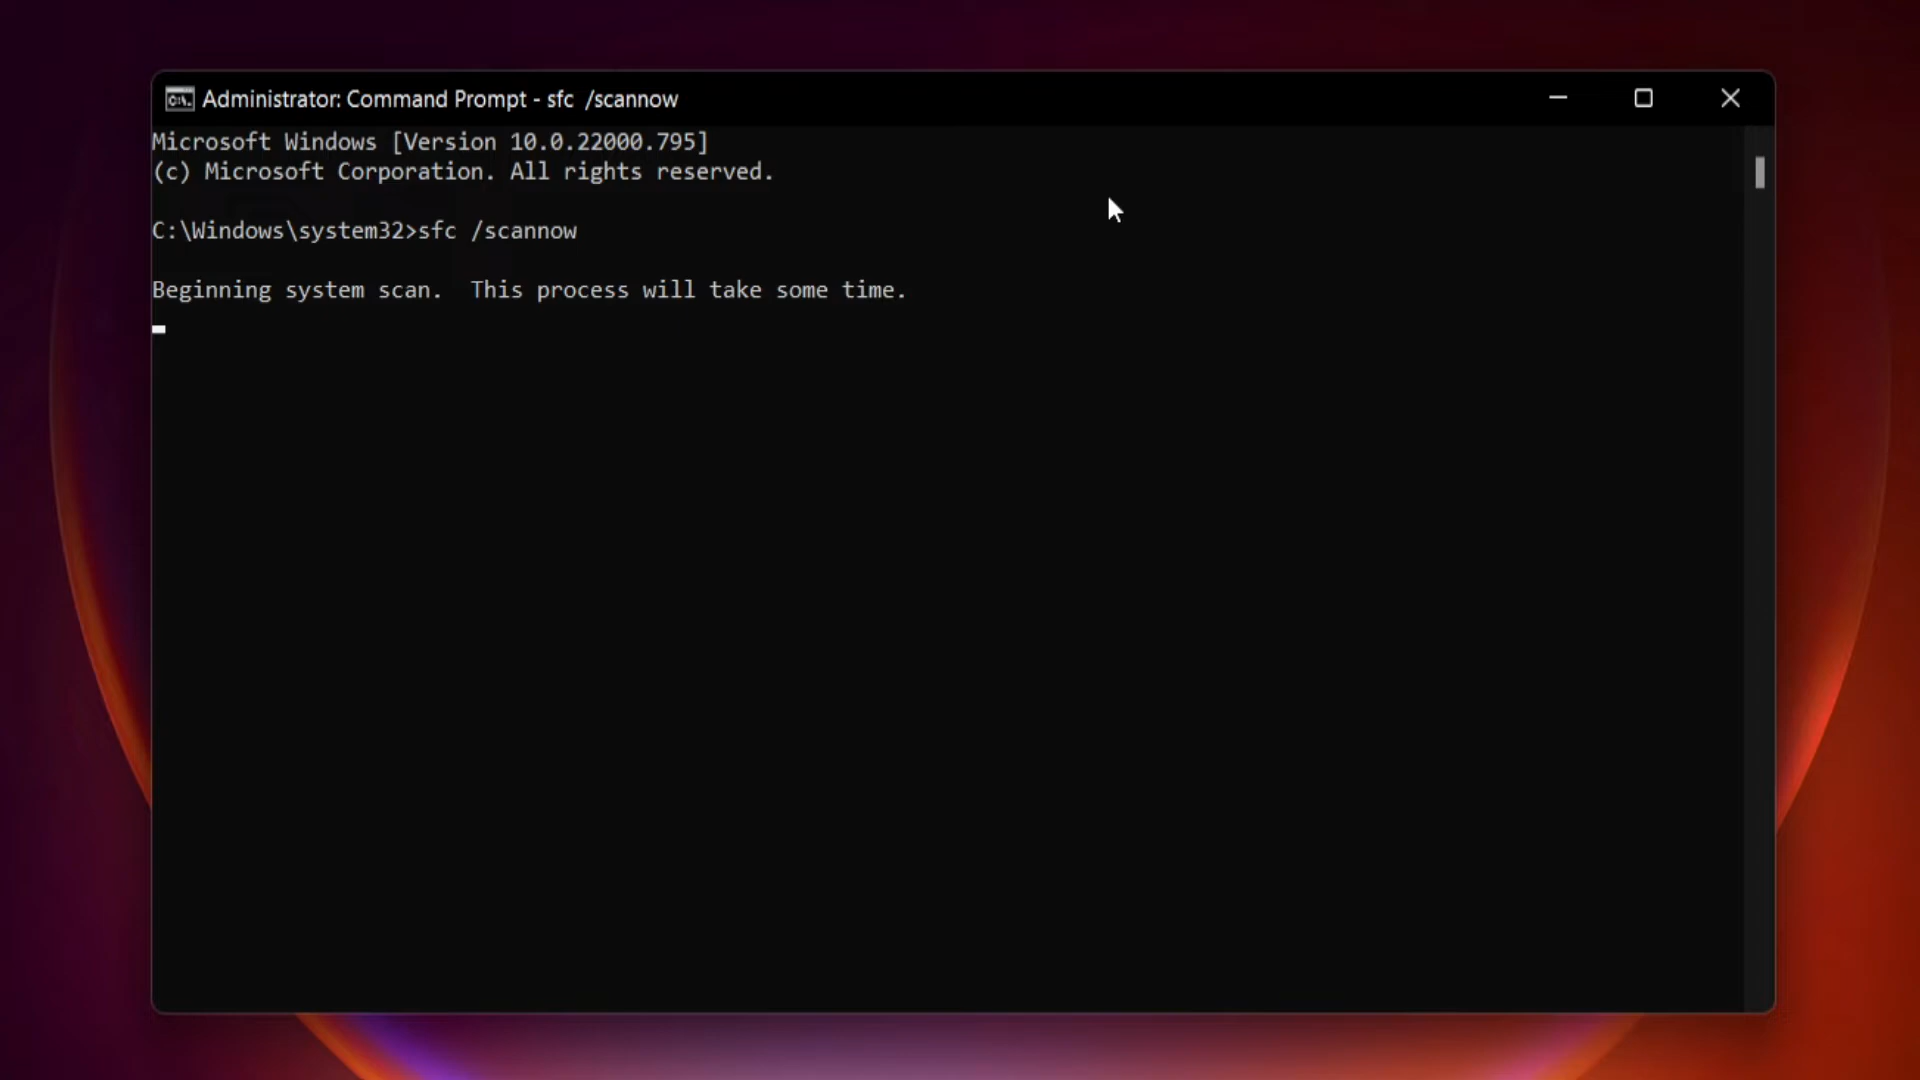 Administrator: Command Prompt - sfc  /scannow
Microsoft Windows [Version 10.0.22000.795]
(c) Microsoft Corporation. All rights reserved.
C:\Windows\system32>sfc /scannow
Beginning system scan.  This process will take some time.